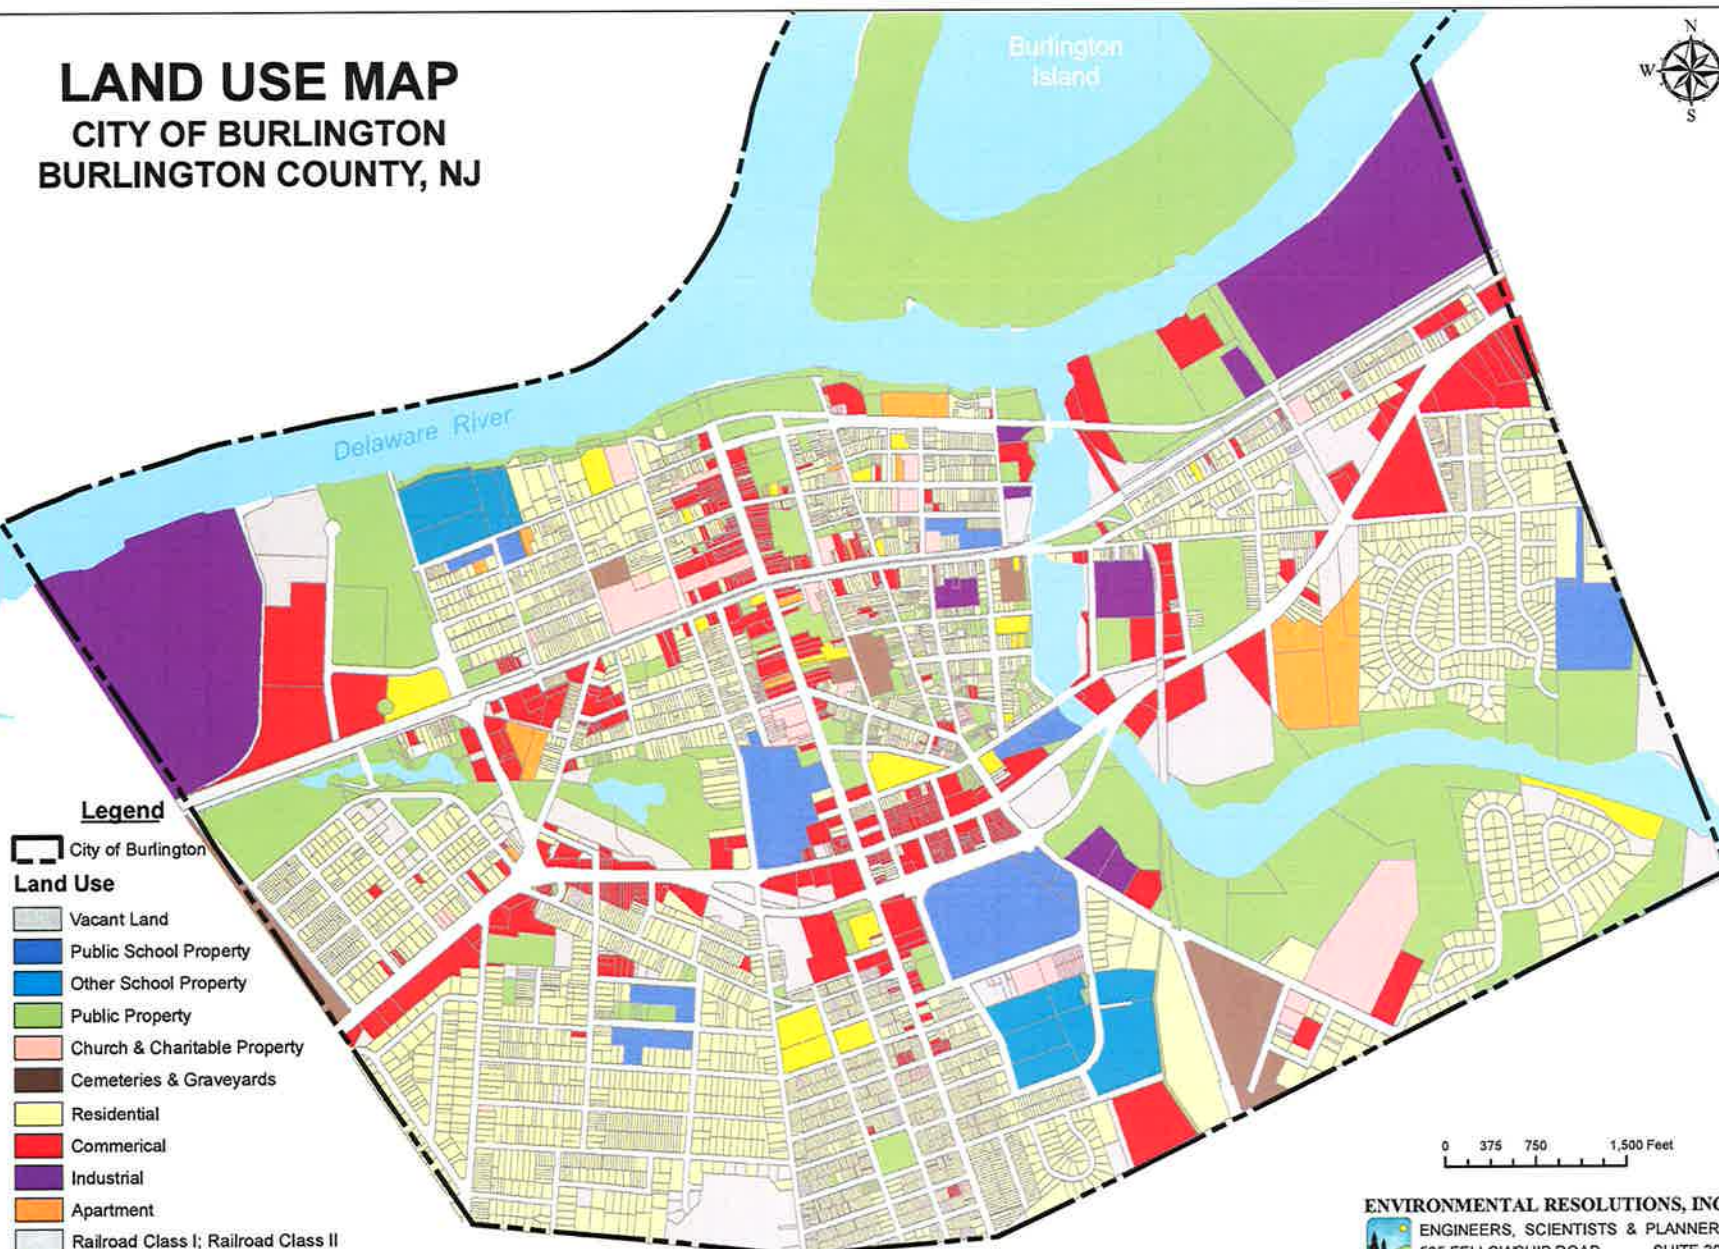 LAND USE MAP
CITY OF BURLINGTON
BURLINGTON COUNTY, NJ
Burlington
Island
N
W
S
Delaware River
Legend
City of Burlington
Land Use
Vacant Land
Public School Property
Other School Property
Public Property
Church & Charitable Property
Cemeteries & Graveyards
Residential
Commerical
Industrial
Apartment
Railroad Class I; Railroad Class II
0 375 750 1,500 Feet
ENVIRONMENTAL RESOLUTIONS, INC
ENGINEERS, SCIENTISTS & PLANNER